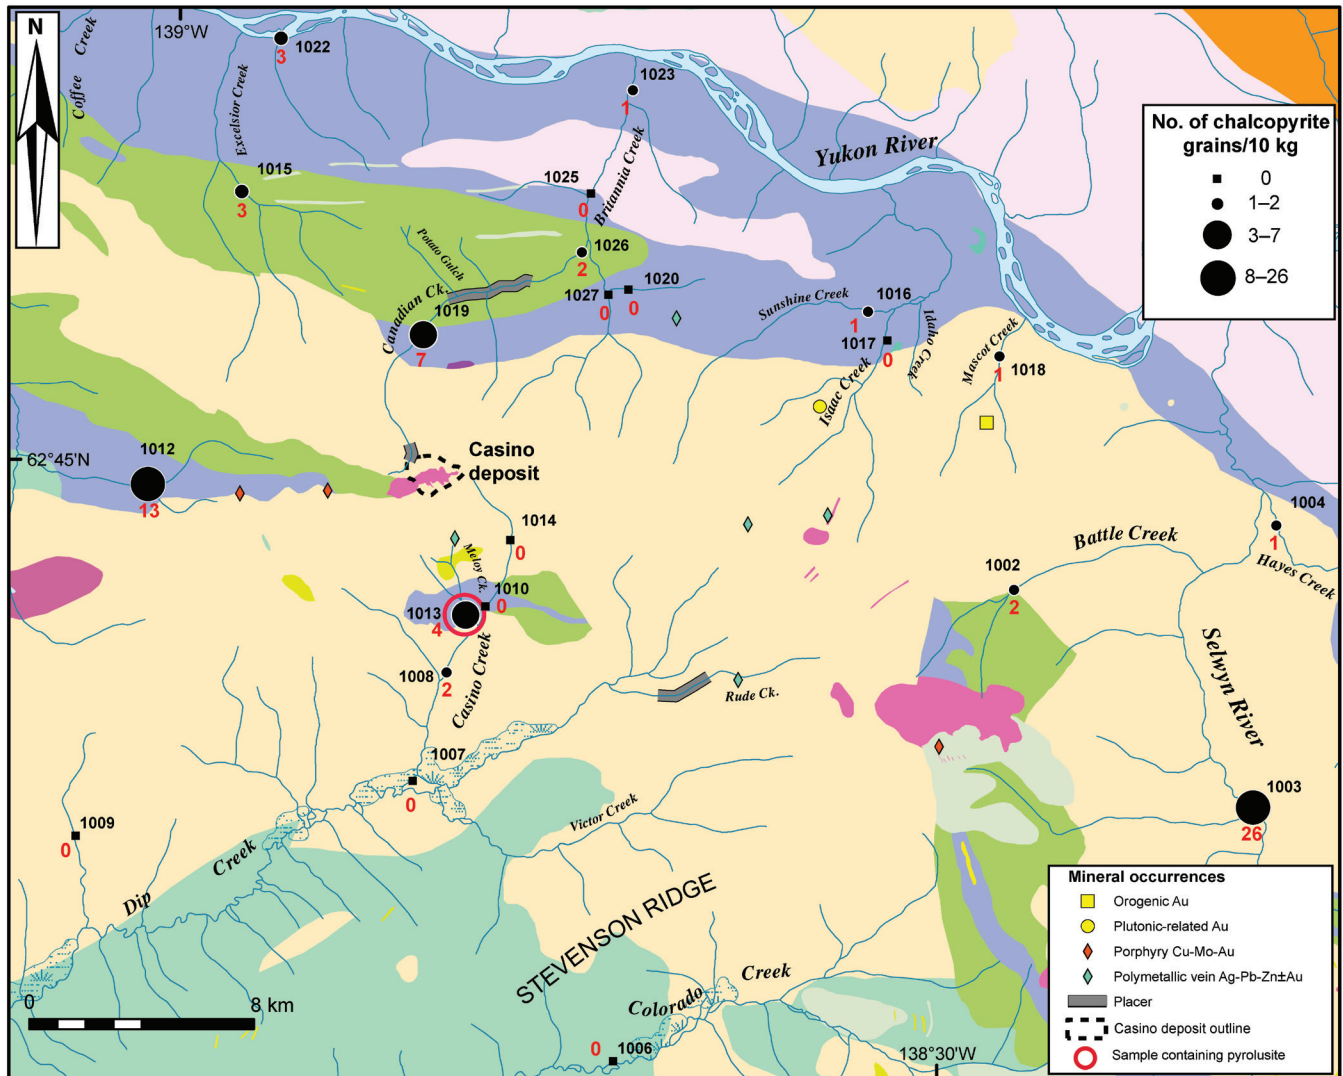 N
139°W
Coffee Creek
Excelsior Creek
1022
3
1023
1
Yukon River
No. of chalcopyrite
grains/10 kg
0
1–2
3–7
8–26
1015
3
1025
0
Britannia Creek
Potato Gulch
1026
2
Canadian Ck.
1019
7
1027
0
1020
0
Sunshine Creek
1016
1
1017
0
Idaho Creek
Isaac Creek
Mascot Creek
1018
1
62°45'N
1012
13
Casino
deposit
1014
0
Meloy Ck.
1010
0
1013
4
1008
2
Casino Creek
1004
1
Hayes Creek
Battle Creek
1002
2
Selwyn River
Rude Ck.
1007
0
1003
26
1009
0
Victor Creek
Dip Creek
STEVENSON RIDGE
Colorado Creek
1006
0
0
8 km
138°30'W
Mineral occurrences
Orogenic Au
Plutonic-related Au
Porphyry Cu-Mo-Au
Polymetallic vein Ag-Pb-Zn±Au
Placer
Casino deposit outline
Sample containing pyrolusite